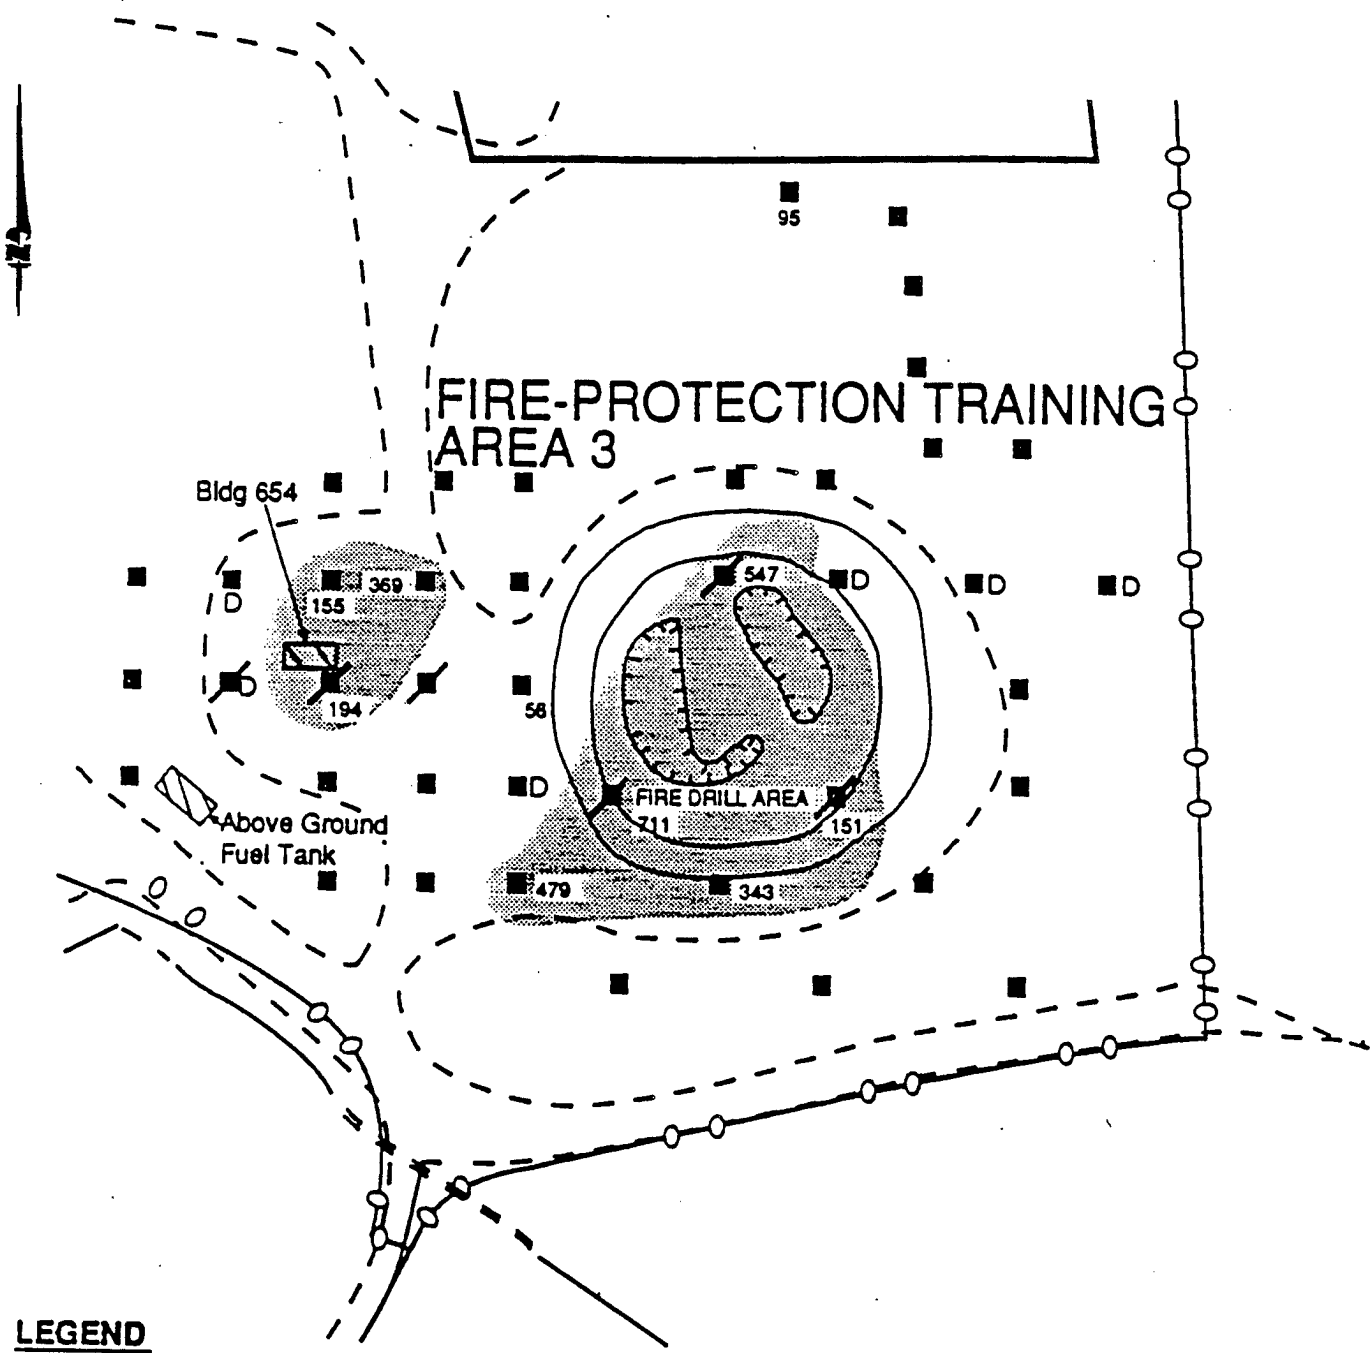 95
FIRE-PROTECTION TRAINING
AREA 3
Bldg 654
547
D
D
D
369
D
155
D
194
56
D
FIRE DRILL AREA
711
151
Above Ground
Fuel Tank
479
343
LEGEND